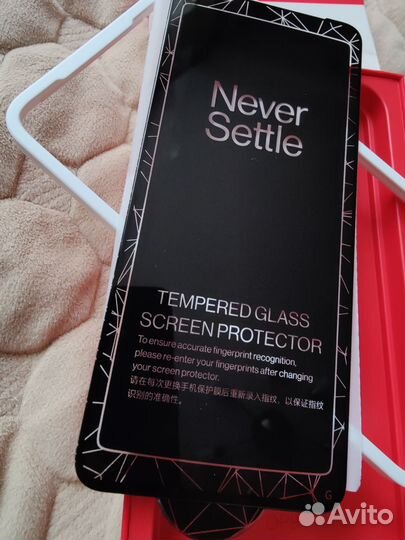 Never
Settle
TEMPERED GLASS
SCREEN PROTECTOR
To ensure accurate fingerprint recognition,
please re-enter your fingerprints after changing
your screen protector.
请在每次更换手机保护膜后重新录入指纹，以保证指纹
识别的准确性。
G
Avito